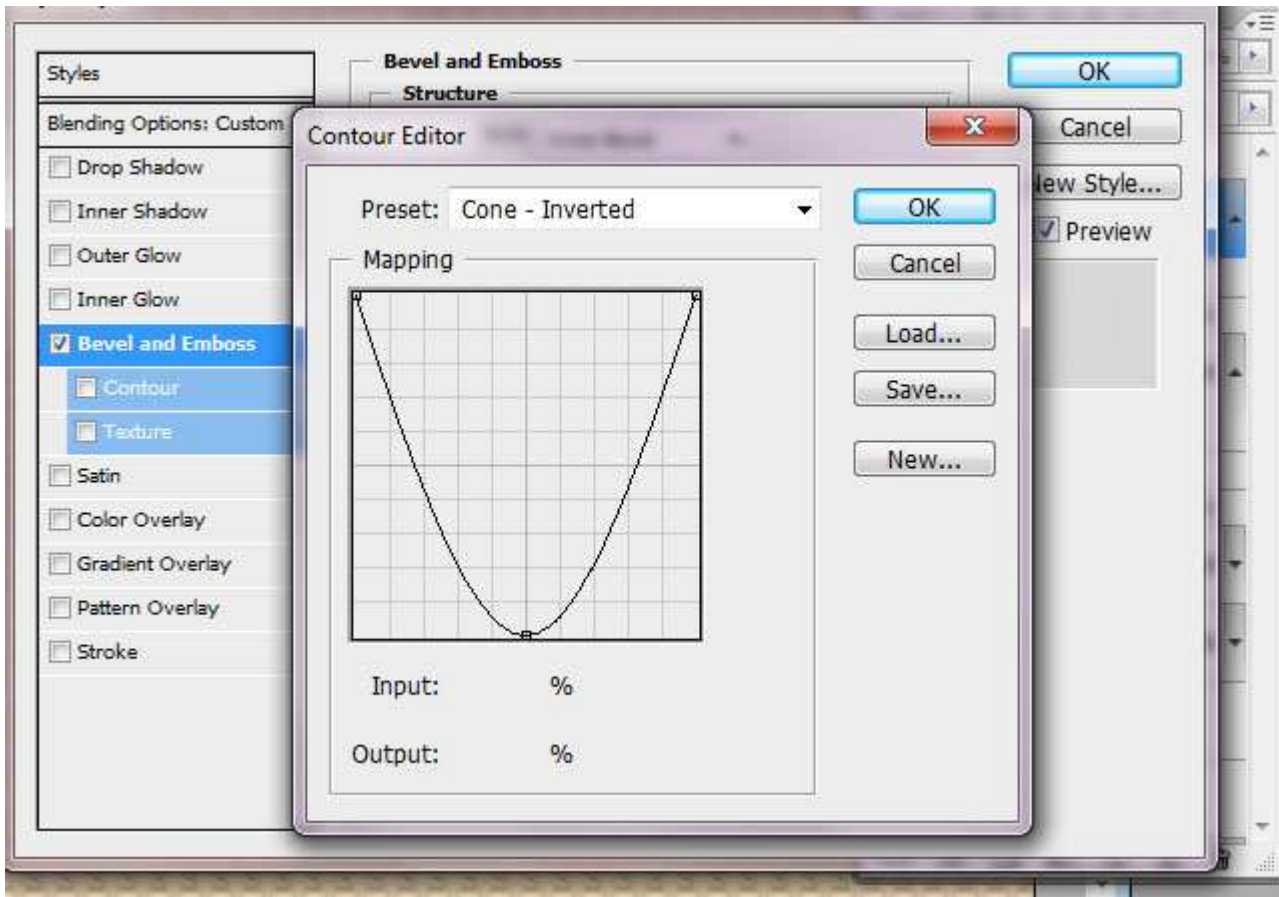 Styles
Blending Options: Custom
Drop Shadow
Inner Shadow
Outer Glow
Inner Glow
Bevel and Emboss
Contour
Texture
Satin
Color Overlay
Gradient Overlay
Pattern Overlay
Stroke
Bevel and Emboss
Structure
OK
Cancel
New Style...
Preview
Contour Editor
Preset: Cone - Inverted
Mapping
Input: %
Output: %
OK
Cancel
Load...
Save...
New...